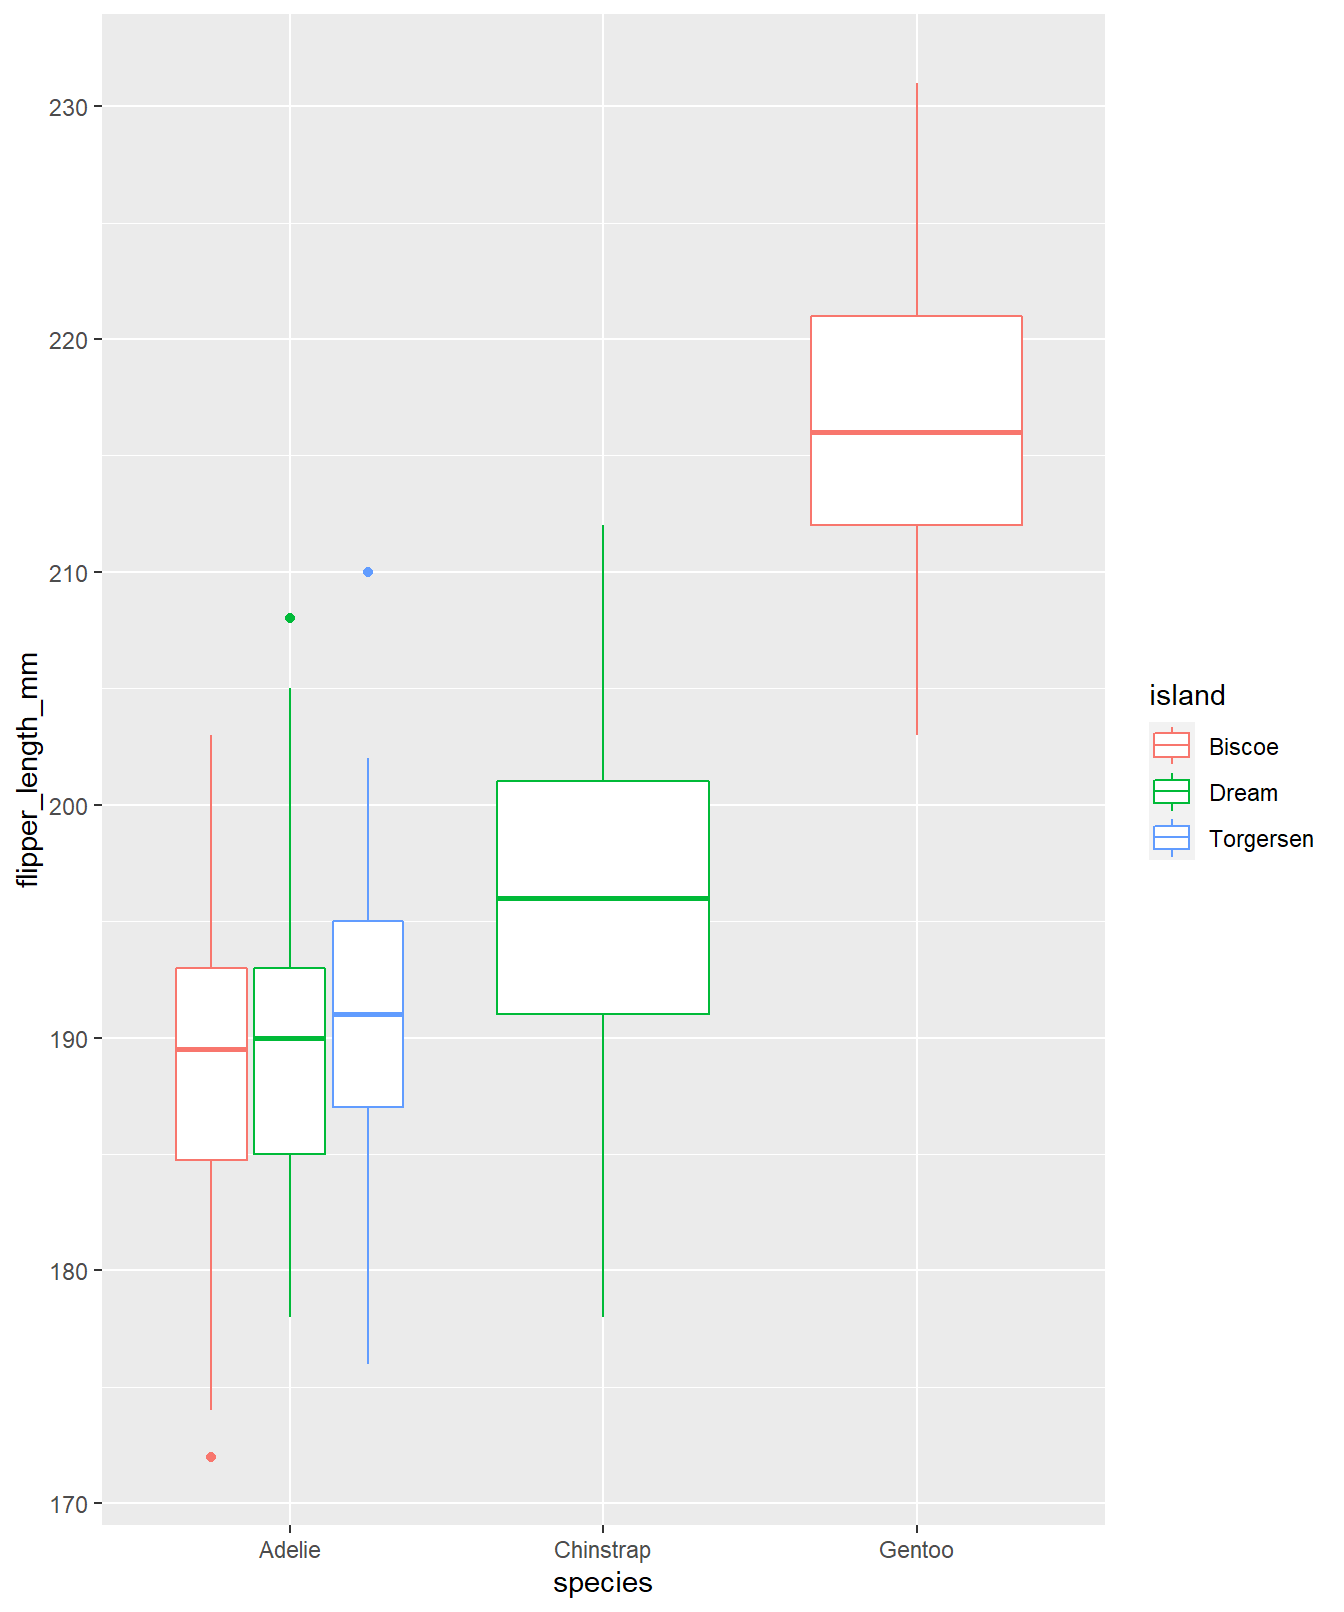 230
220
210
200
190
180
170
flipper_length_mm
Adelie
Chinstrap
Gentoo
species
island
Biscoe
Dream
Torgersen